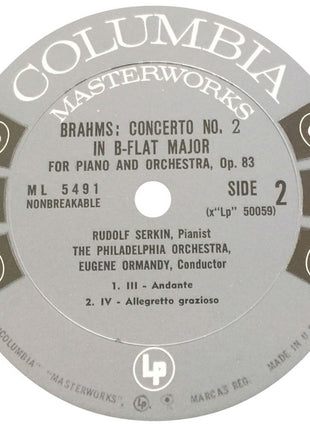 COLUMBIA
MASTERWORKS
BRAHMS: CONCERTO NO. 2
IN B-FLAT MAJOR
FOR PIANO AND ORCHESTRA, Op. 83
ML 5491
NONBREAKABLE
SIDE 2
(x"Lp" 50059)
RUDOLF SERKIN, Pianist
THE PHILADELPHIA ORCHESTRA,
EUGENE ORMANDY, Conductor
1. III - Andante
2. IV - Allegretto grazioso
COLUMBIA" "MASTERWORKS,"
Lp
MARCAS REG.
MADE IN U.